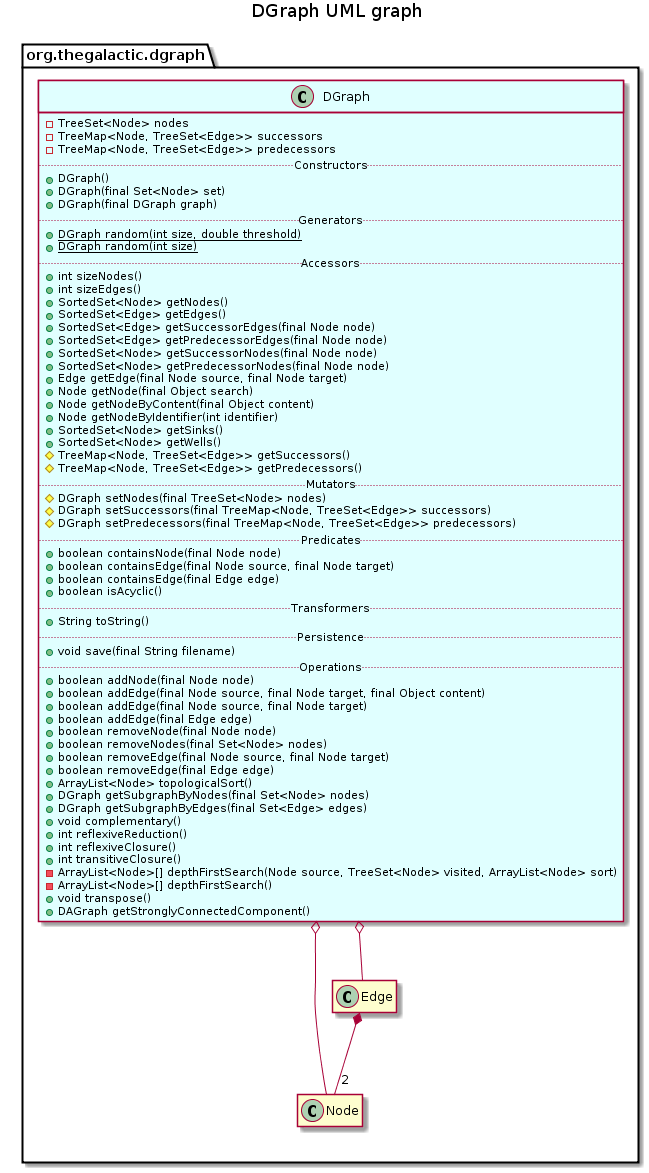 DGraph UML graph
org.thegalactic.dgraph
C DGraph
TreeSet<Node> nodes
TreeMap<Node, TreeSet<Edge>> successors
TreeMap<Node, TreeSet<Edge>> predecessors
Constructors
DGraph()
DGraph(final Set<Node> set)
DGraph(final DGraph graph)
Generators
DGraph random(int size, double threshold)
DGraph random(int size)
Accessors
int sizeNodes()
int sizeEdges()
SortedSet<Node> getNodes()
SortedSet<Edge> getEdges()
SortedSet<Edge> getSuccessorEdges(final Node node)
SortedSet<Edge> getPredecessorEdges(final Node node)
SortedSet<Node> getSuccessorNodes(final Node node)
SortedSet<Node> getPredecessorNodes(final Node node)
Edge getEdge(final Node source, final Node target)
Node getNode(final Object search)
Node getNodeByContent(final Object content)
Node getNodeByIdentifier(int identifier)
SortedSet<Node> getSinks()
SortedSet<Node> getWells()
TreeMap<Node, TreeSet<Edge>> getSuccessors()
TreeMap<Node, TreeSet<Edge>> getPredecessors()
Mutators
DGraph setNodes(final TreeSet<Node> nodes)
DGraph setSuccessors(final TreeMap<Node, TreeSet<Edge>> successors)
DGraph setPredecessors(final TreeMap<Node, TreeSet<Edge>> predecessors)
Predicates
boolean containsNode(final Node node)
boolean containsEdge(final Node source, final Node target)
boolean containsEdge(final Edge edge)
boolean isAcyclic()
Transformers
String toString()
Persistence
void save(final String filename)
Operations
boolean addNode(final Node node)
boolean addEdge(final Node source, final Node target, final Object content)
boolean addEdge(final Node source, final Node target)
boolean addEdge(final Edge edge)
boolean removeNode(final Node node)
boolean removeNodes(final Set<Node> nodes)
boolean removeEdge(final Node source, final Node target)
boolean removeEdge(final Edge edge)
ArrayList<Node> topologicalSort()
DGraph getSubgraphByNodes(final Set<Node> nodes)
DGraph getSubgraphByEdges(final Set<Edge> edges)
void complementary()
int reflexiveReduction()
int reflexiveClosure()
int transitiveClosure()
ArrayList<Node>[] depthFirstSearch(Node source, TreeSet<Node> visited, ArrayList<Node> sort)
ArrayList<Node>[] depthFirstSearch()
void transpose()
DAGraph getStronglyConnectedComponent()
C Edge
2
C Node